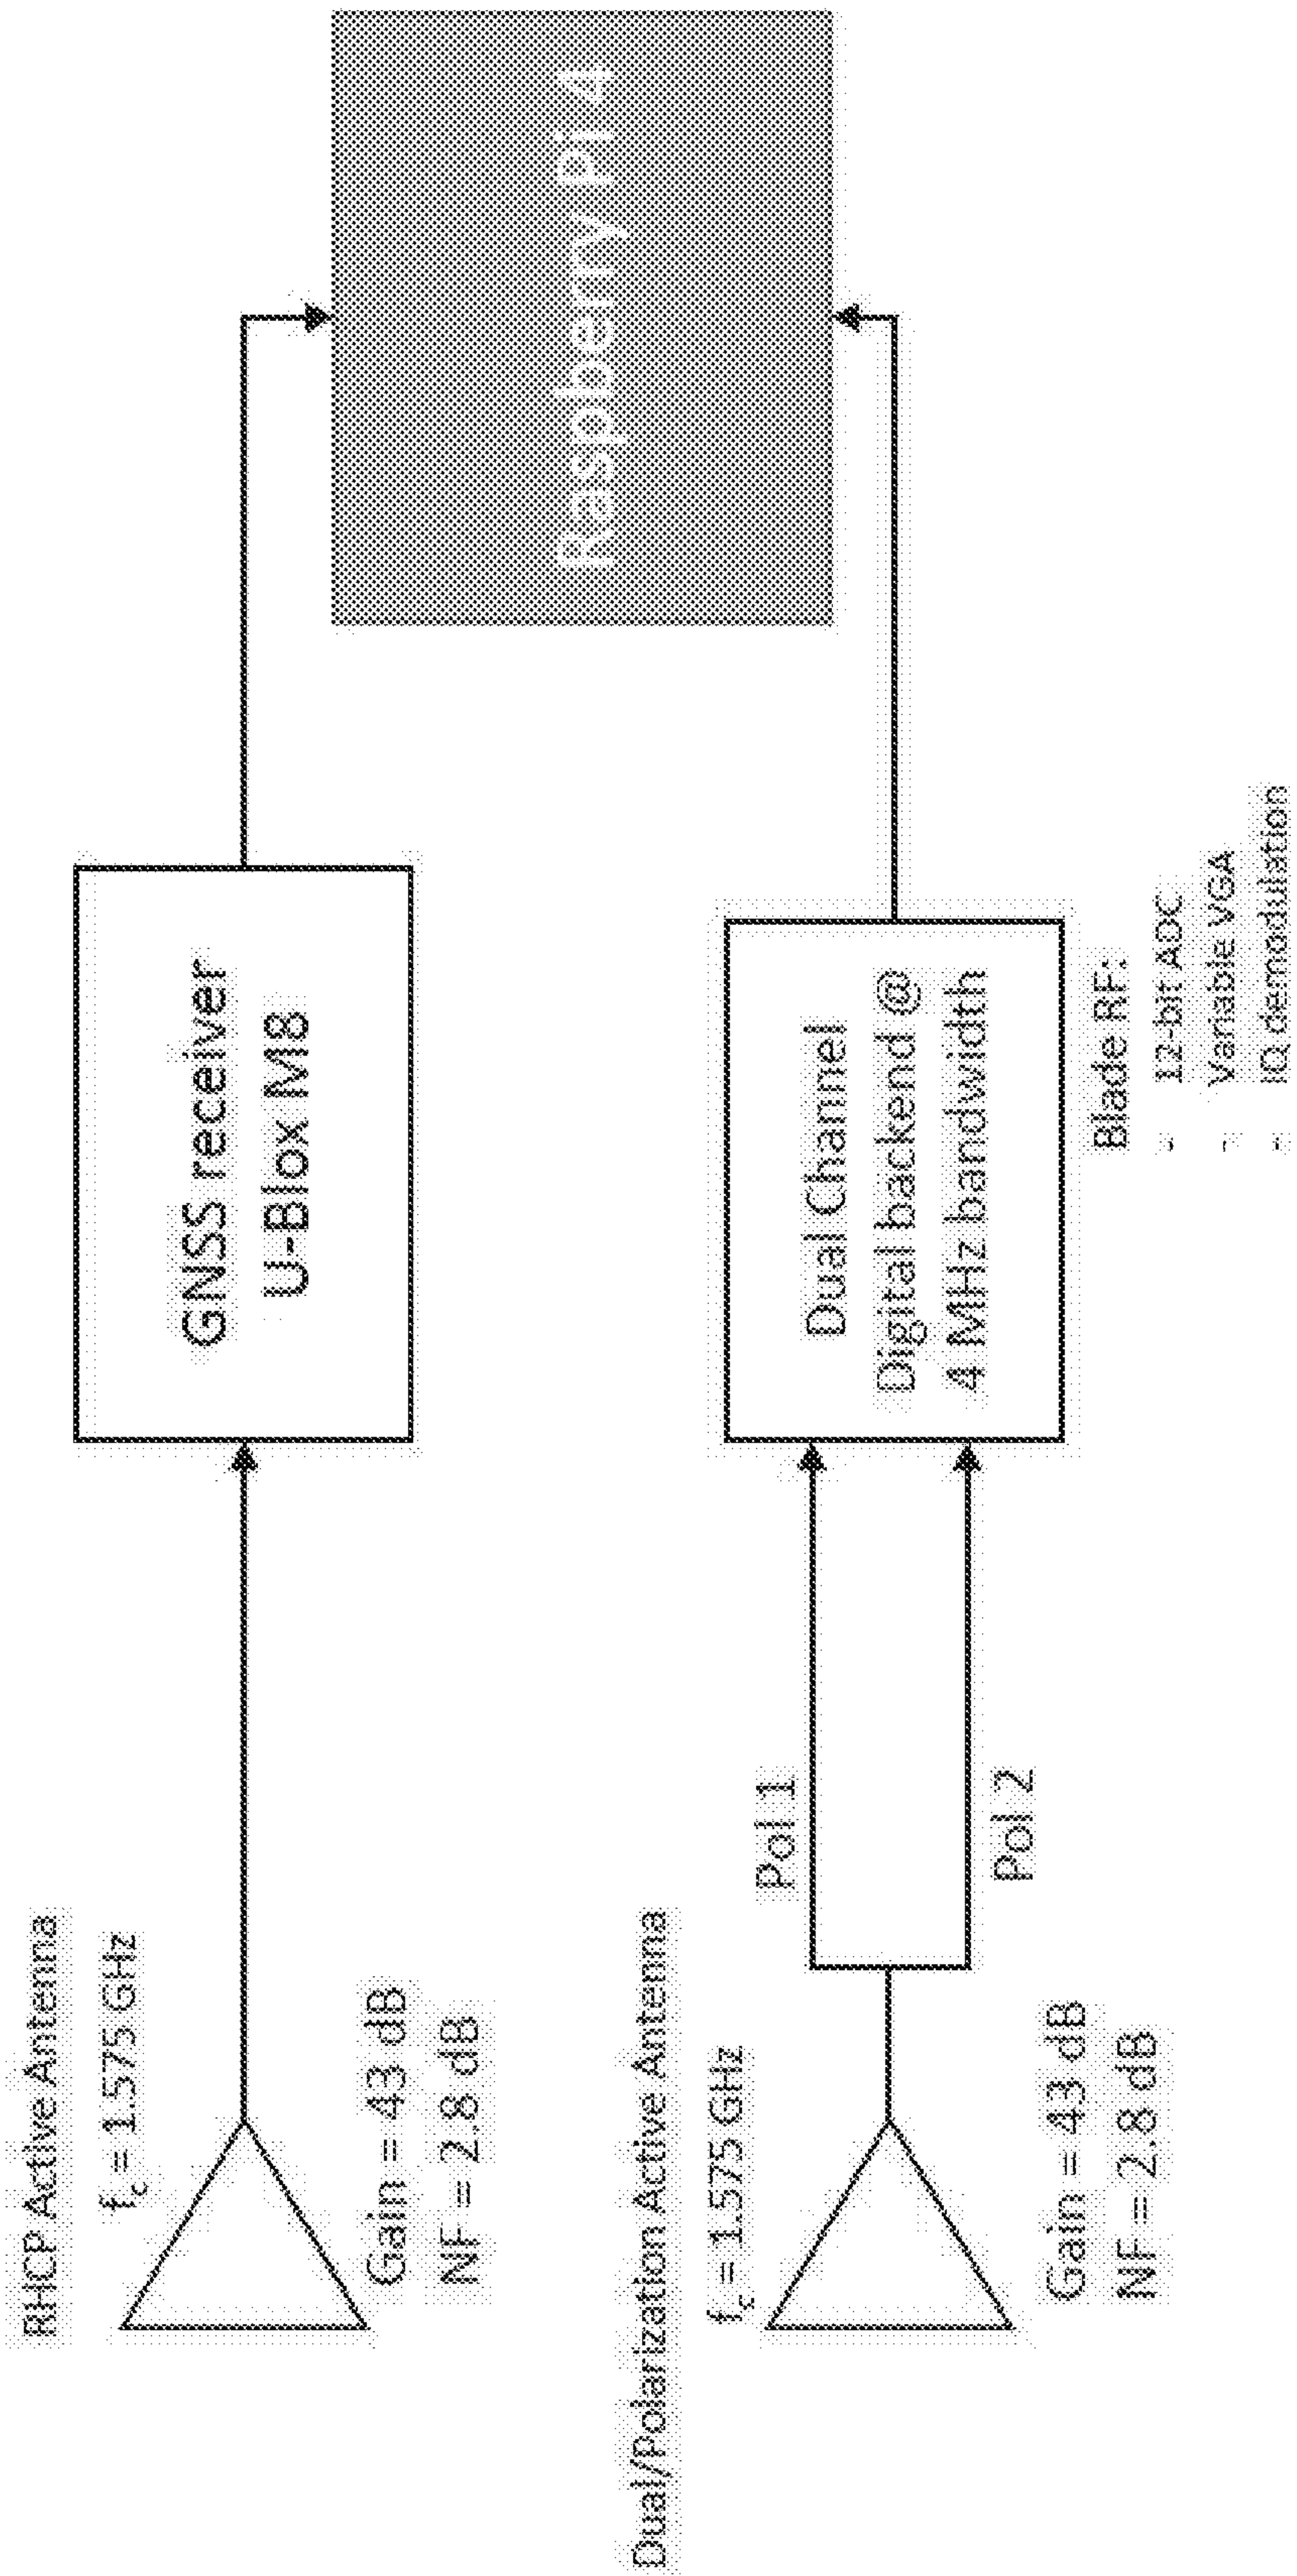 RHCP Active Antenna
fc = 1.575 GHz
Gain = 43 dB
NF = 2.8 dB
GNSS receiver
U-Blox M8
Raspberry Pi 4
Dual/Polarization Active Antenna
fc = 1.575 GHz
Gain = 43 dB
NF = 2.8 dB
Pol 1
Pol 2
Dual Channel
Digital backend @
4 MHz bandwidth
Blade RF:
- 12-bit ADC
- Variable VGA
- IQ demodulation